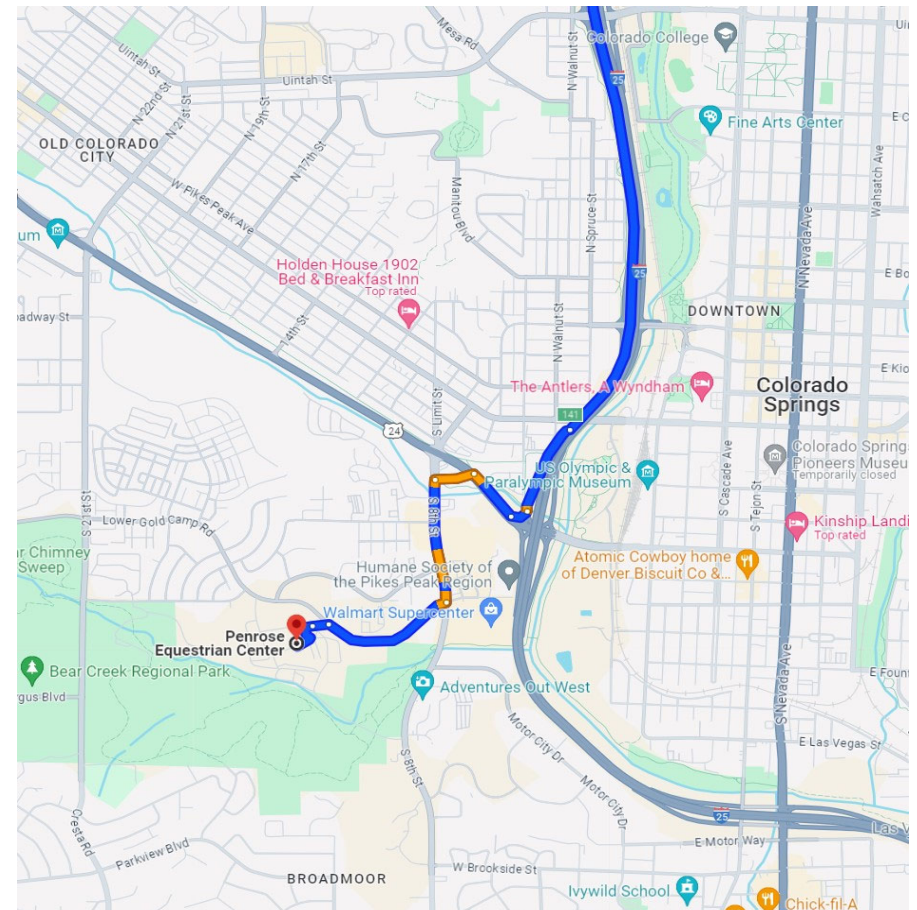 Mesa Rd
N Walnut St
Colorado College
Uintah St
Uintah St
25
N 22nd St
N 21st St
N 19th St
N 17th St
Fine Arts Center
E C
OLD COLORADO
CITY
W Pikes Peak Ave
Manitou Blvd
N Spruce St
N Nevada Ave
Wahsatch Ave
um
Holden House 1902
Bed & Breakfast Inn
Top rated
25
E Bo
oadway St
14th St
N Walnut St
DOWNTOWN
E Kio
The Antlers, A Wyndham
Colorado
Springs
S Limit St
141
24
US Olympic &
Paralympic Museum
S Cascade Ave
S Tejon St
Colorado Springs
Pioneers Museu
Temporarily closed
S 8th St
S 21st St
Lower Gold Camp Rd
Kinship Landi
Top rated
ar Chimney
Sweep
Humane Society of
the Pikes Peak Region
Atomic Cowboy home
of Denver Biscuit Co &...
Walmart Supercenter
Penrose
Equestrian Center
Bear Creek Regional Park
gus Blvd
Adventures Out West
E Foun
S Nevada Ave
Motor City Dr
E Las Vegas St
S 8th St
Motor City Dr
Cresta Rd
25
Las V
Parkview Blvd
E Motor Way
BROADMOOR
W Brookside St
Ivywild School
Chick-fil-A